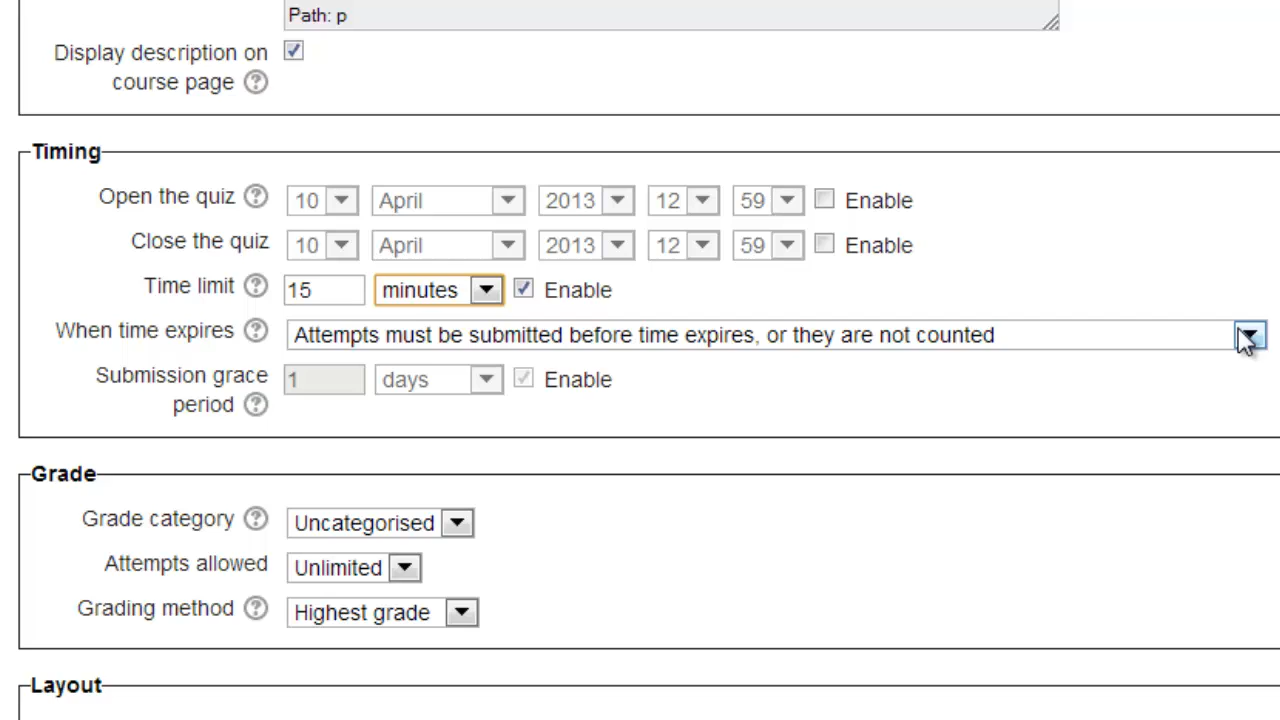 Path: p
Display description on
course page
Timing
Open the quiz 10 April 2013 12 59 Enable
Close the quiz 10 April 2013 12 59 Enable
Time limit 15 minutes Enable
When time expires Attempts must be submitted before time expires, or they are not counted
Submission grace
period 1 days Enable
Grade
Grade category Uncategorised
Attempts allowed Unlimited
Grading method Highest grade
Layout